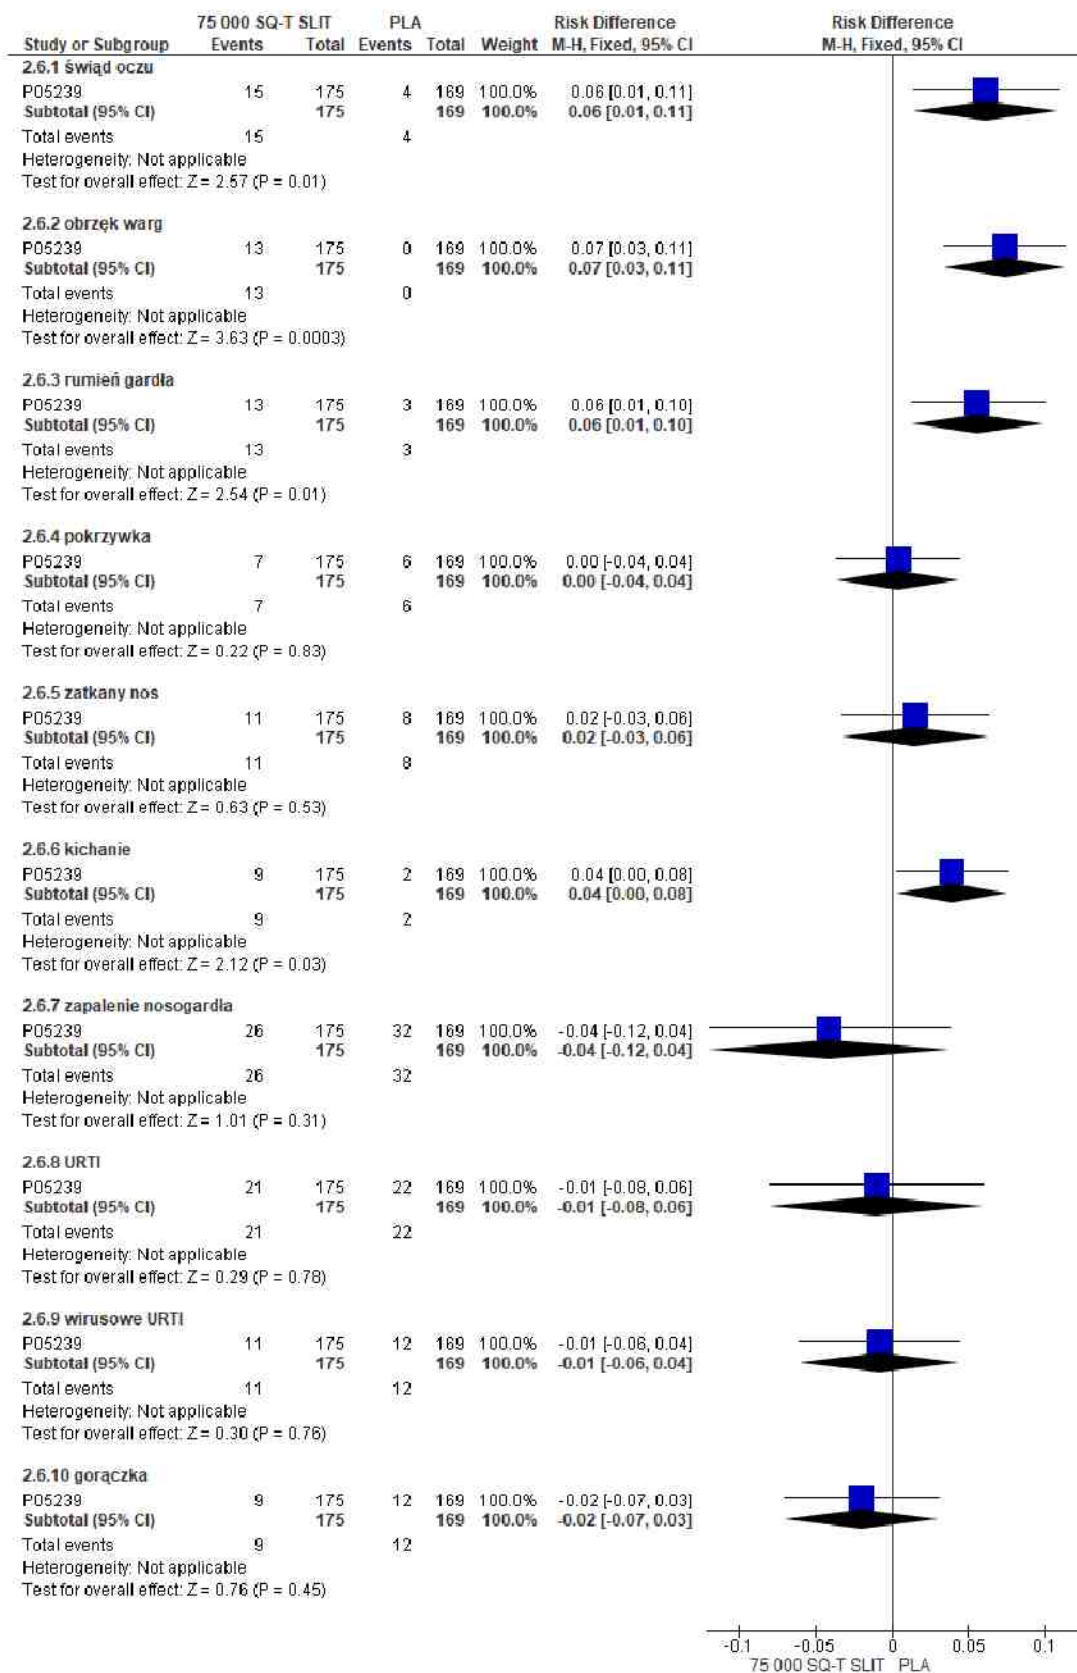 75 000 SQ-T SLIT PLA Risk Difference Risk Difference
Study or Subgroup Events Total Events Total Weight M-H, Fixed, 95% CI M-H, Fixed, 95% CI
2.6.1 świąd oczu
P05239 15 175 4 169 100.0% 0.06 [0.01, 0.11]
Subtotal (95% CI) 175 169 100.0% 0.06 [0.01, 0.11]
Total events 15 4
Heterogeneity: Not applicable
Test for overall effect: Z = 2.57 (P = 0.01)
2.6.2 obrzęk warg
P05239 13 175 0 169 100.0% 0.07 [0.03, 0.11]
Subtotal (95% CI) 175 169 100.0% 0.07 [0.03, 0.11]
Total events 13 0
Heterogeneity: Not applicable
Test for overall effect: Z = 3.63 (P = 0.0003)
2.6.3 rumień gardła
P05239 13 175 3 169 100.0% 0.06 [0.01, 0.10]
Subtotal (95% CI) 175 169 100.0% 0.06 [0.01, 0.10]
Total events 13 3
Heterogeneity: Not applicable
Test for overall effect: Z = 2.54 (P = 0.01)
2.6.4 pokrzywka
P05239 7 175 6 169 100.0% 0.00 [-0.04, 0.04]
Subtotal (95% CI) 175 169 100.0% 0.00 [-0.04, 0.04]
Total events 7 6
Heterogeneity: Not applicable
Test for overall effect: Z = 0.22 (P = 0.83)
2.6.5 zatkany nos
P05239 11 175 8 169 100.0% 0.02 [-0.03, 0.06]
Subtotal (95% CI) 175 169 100.0% 0.02 [-0.03, 0.06]
Total events 11 8
Heterogeneity: Not applicable
Test for overall effect: Z = 0.63 (P = 0.53)
2.6.6 kichanie
P05239 9 175 2 169 100.0% 0.04 [0.00, 0.08]
Subtotal (95% CI) 175 169 100.0% 0.04 [0.00, 0.08]
Total events 9 2
Heterogeneity: Not applicable
Test for overall effect: Z = 2.12 (P = 0.03)
2.6.7 zapalenie nosogardła
P05239 26 175 32 169 100.0% -0.04 [-0.12, 0.04]
Subtotal (95% CI) 175 169 100.0% -0.04 [-0.12, 0.04]
Total events 26 32
Heterogeneity: Not applicable
Test for overall effect: Z = 1.01 (P = 0.31)
2.6.8 URTI
P05239 21 175 22 169 100.0% -0.01 [-0.08, 0.06]
Subtotal (95% CI) 175 169 100.0% -0.01 [-0.08, 0.06]
Total events 21 22
Heterogeneity: Not applicable
Test for overall effect: Z = 0.29 (P = 0.78)
2.6.9 wirusowe URTI
P05239 11 175 12 169 100.0% -0.01 [-0.06, 0.04]
Subtotal (95% CI) 175 169 100.0% -0.01 [-0.06, 0.04]
Total events 11 12
Heterogeneity: Not applicable
Test for overall effect: Z = 0.30 (P = 0.76)
2.6.10 gorączka
P05239 9 175 12 169 100.0% -0.02 [-0.07, 0.03]
Subtotal (95% CI) 175 169 100.0% -0.02 [-0.07, 0.03]
Total events 9 12
Heterogeneity: Not applicable
Test for overall effect: Z = 0.76 (P = 0.45)
-0.1 -0.05 0 0.05 0.1
75 000 SQ-T SLIT PLA